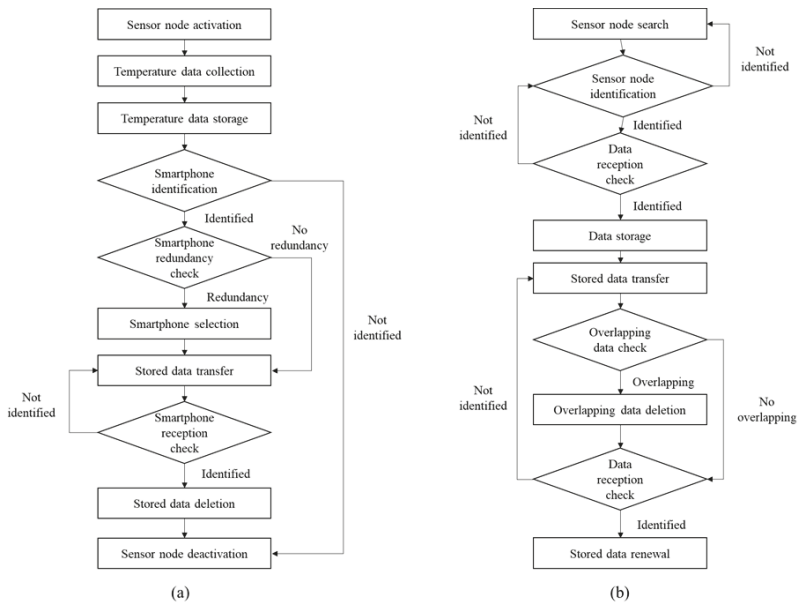 Sensor node activation
Temperature data collection
Temperature data storage
Smartphone
identification
Identified
No
redundancy
Smartphone
redundancy
check
Redundancy
Smartphone selection
Not
identified
Stored data transfer
Not
identified
Smartphone
reception
check
Identified
Stored data deletion
Sensor node deactivation
(a)
Sensor node search
Not
identified
Sensor node
identification
Not
identified
Identified
Data
reception
check
Identified
Data storage
Stored data transfer
Overlapping
data check
Not
identified
Overlapping
No
overlapping
Overlapping data deletion
Data
reception
check
Identified
Stored data renewal
(b)